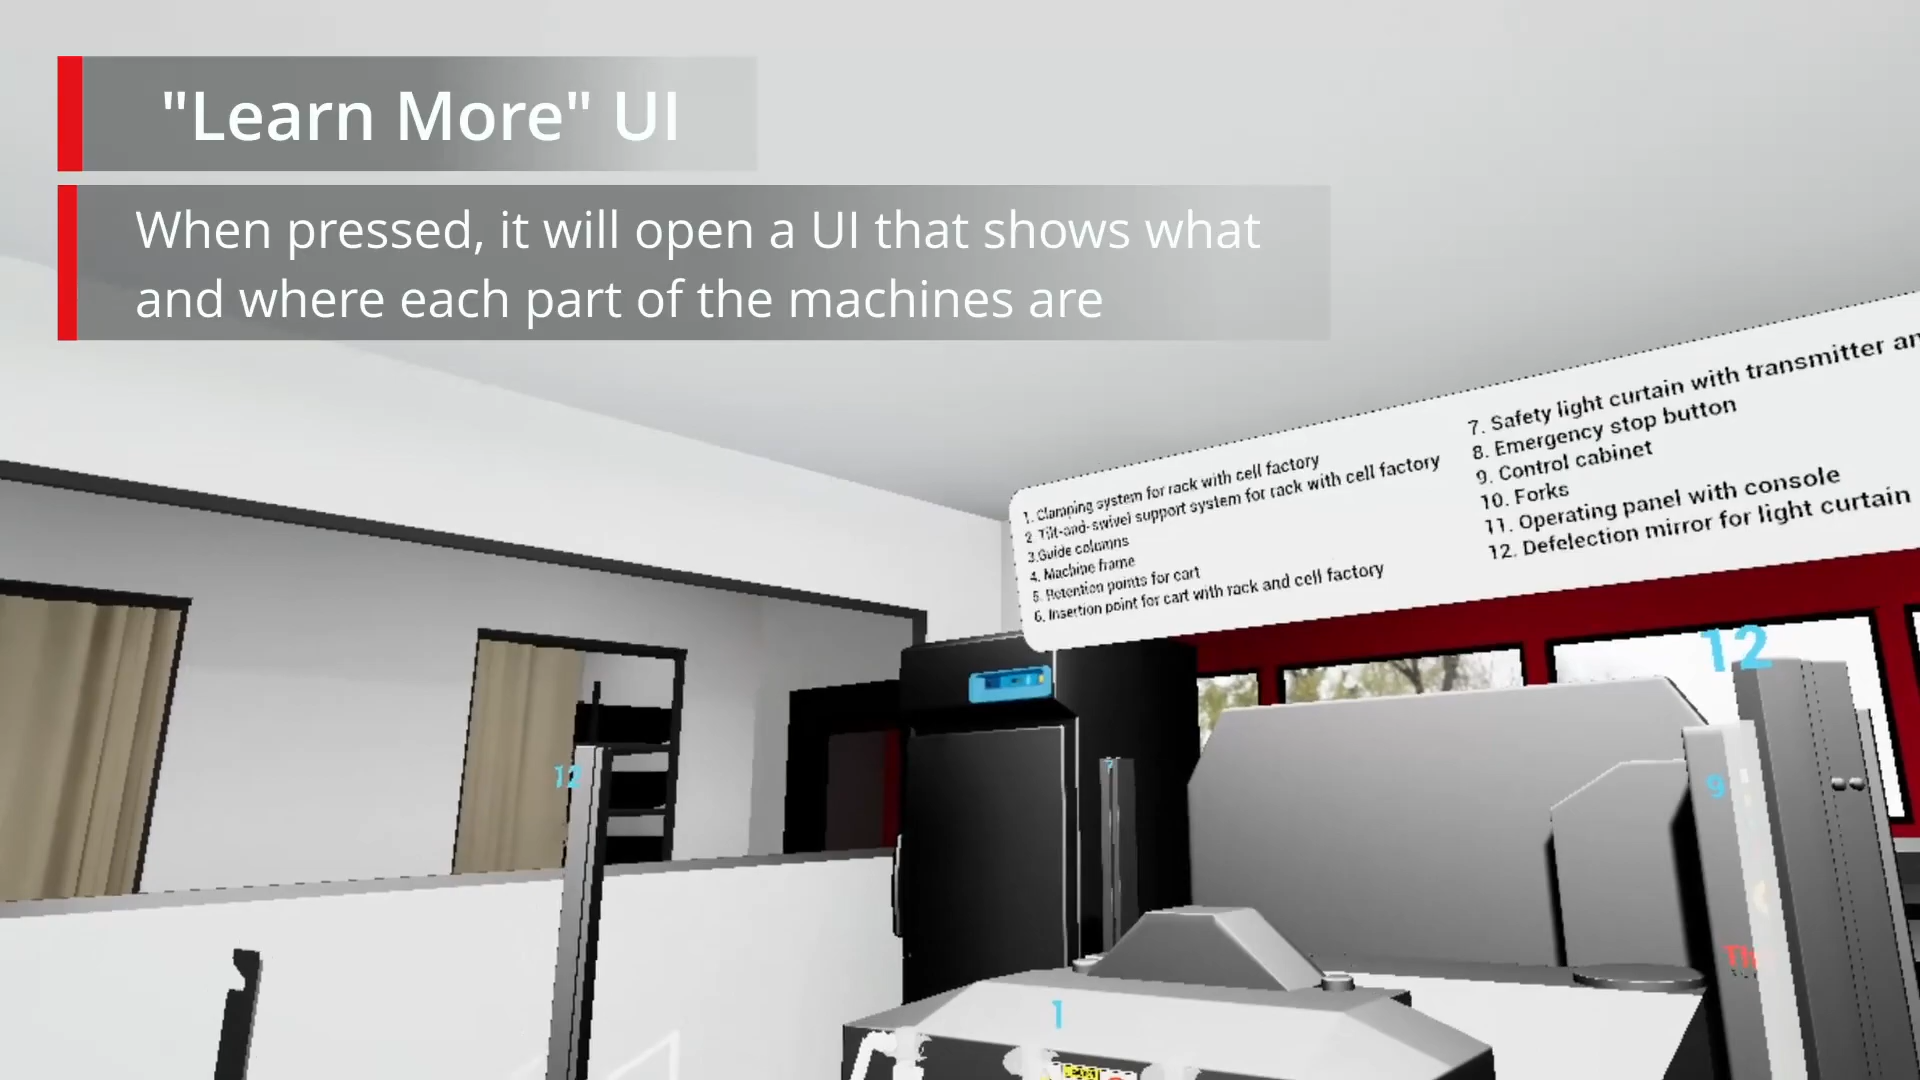 "Learn More" UI
When pressed, it will open a UI that shows what
and where each part of the machines are
1. Clamping system for rack with cell factory
2 Tilt-and-swivel support system for rack with cell factory
3.Guide columns
4. Machine frame
5. Retention points for cart
6. Insertion point for cart with rack and cell factory
7. Safety light curtain with transmitter an
8. Emergency stop button
9. Control cabinet
10. Forks
11. Operating panel with console
12. Defelection mirror for light curtain
12
12
9
1